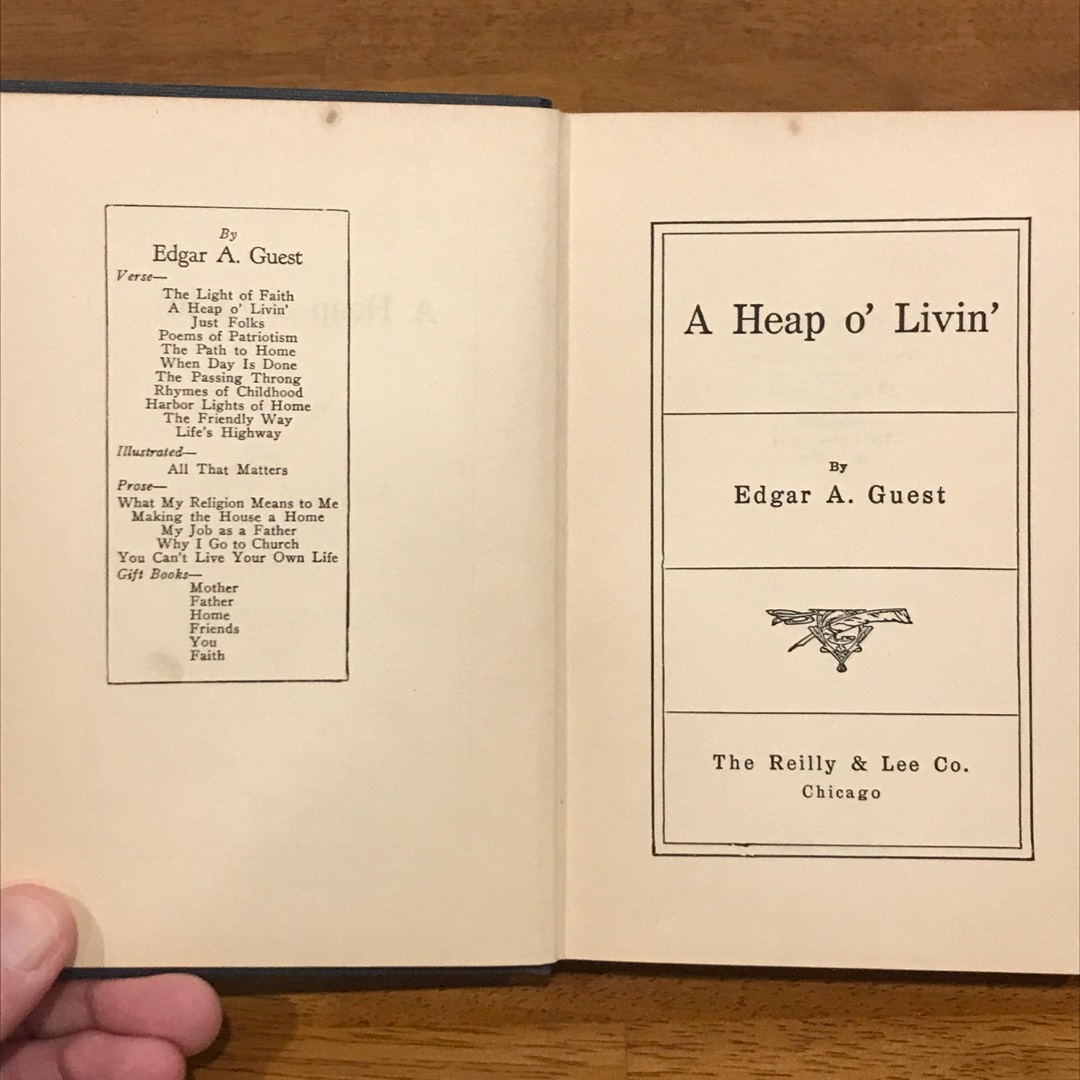 By
Edgar A. Guest
Verse—
The Light of Faith
A Heap o' Livin'
Just Folks
Poems of Patriotism
The Path to Home
When Day Is Done
The Passing Throng
Rhymes of Childhood
Harbor Lights of Home
The Friendly Way
Life's Highway
Illustrated—
All That Matters
Prose—
What My Religion Means to Me
Making the House a Home
My Job as a Father
Why I Go to Church
You Can't Live Your Own Life
Gift Books—
Mother
Father
Home
Friends
You
Faith
A Heap o' Livin'
By
Edgar A. Guest
The Reilly & Lee Co.
Chicago